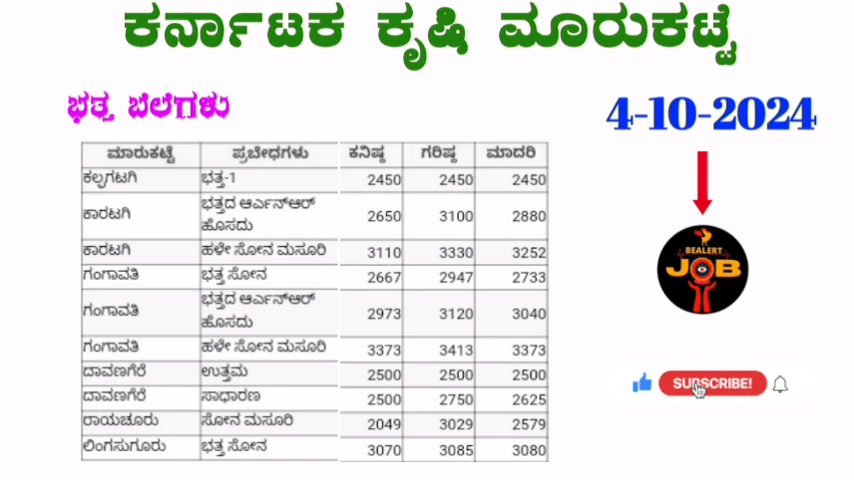 ಕರ್ನಾಟಕ ಕೃಷಿ ಮಾರುಕಟ್ಟೆ
ಭತ್ತ ಬೆಲೆಗಳು
4-10-2024
ಮಾರುಕಟ್ಟೆ ಪ್ರಬೇಧಗಳು ಕನಿಷ್ಠ ಗರಿಷ್ಠ ಮಾದರಿ
ಕಲ್ಘಟಗಿ ಭತ್ತ-1 2450 2450 2450
ಕಾರಟಗಿ ಭತ್ತದ ಆರ್ಎನ್ಆರ್ ಹೊಸದು 2650 3100 2880
ಕಾರಟಗಿ ಹಳೇ ಸೋನ ಮಸೂರಿ 3110 3330 3252
ಗಂಗಾವತಿ ಭತ್ತ ಸೋನ 2667 2947 2733
ಗಂಗಾವತಿ ಭತ್ತದ ಆರ್ಎನ್ಆರ್ ಹೊಸದು 2973 3120 3040
ಗಂಗಾವತಿ ಹಳೇ ಸೋನ ಮಸೂರಿ 3373 3413 3373
ದಾವಣಗೆರೆ ಉತ್ತಮ 2500 2500 2500
ದಾವಣಗೆರೆ ಸಾಧಾರಣ 2500 2750 2625
ರಾಯಚೂರು ಸೋನ ಮಸೂರಿ 2049 3029 2579
ಲಿಂಗಸುಗೂರು ಭತ್ತ ಸೋನ 3070 3085 3080
BEALERT
JOB
SUBSCRIBE!